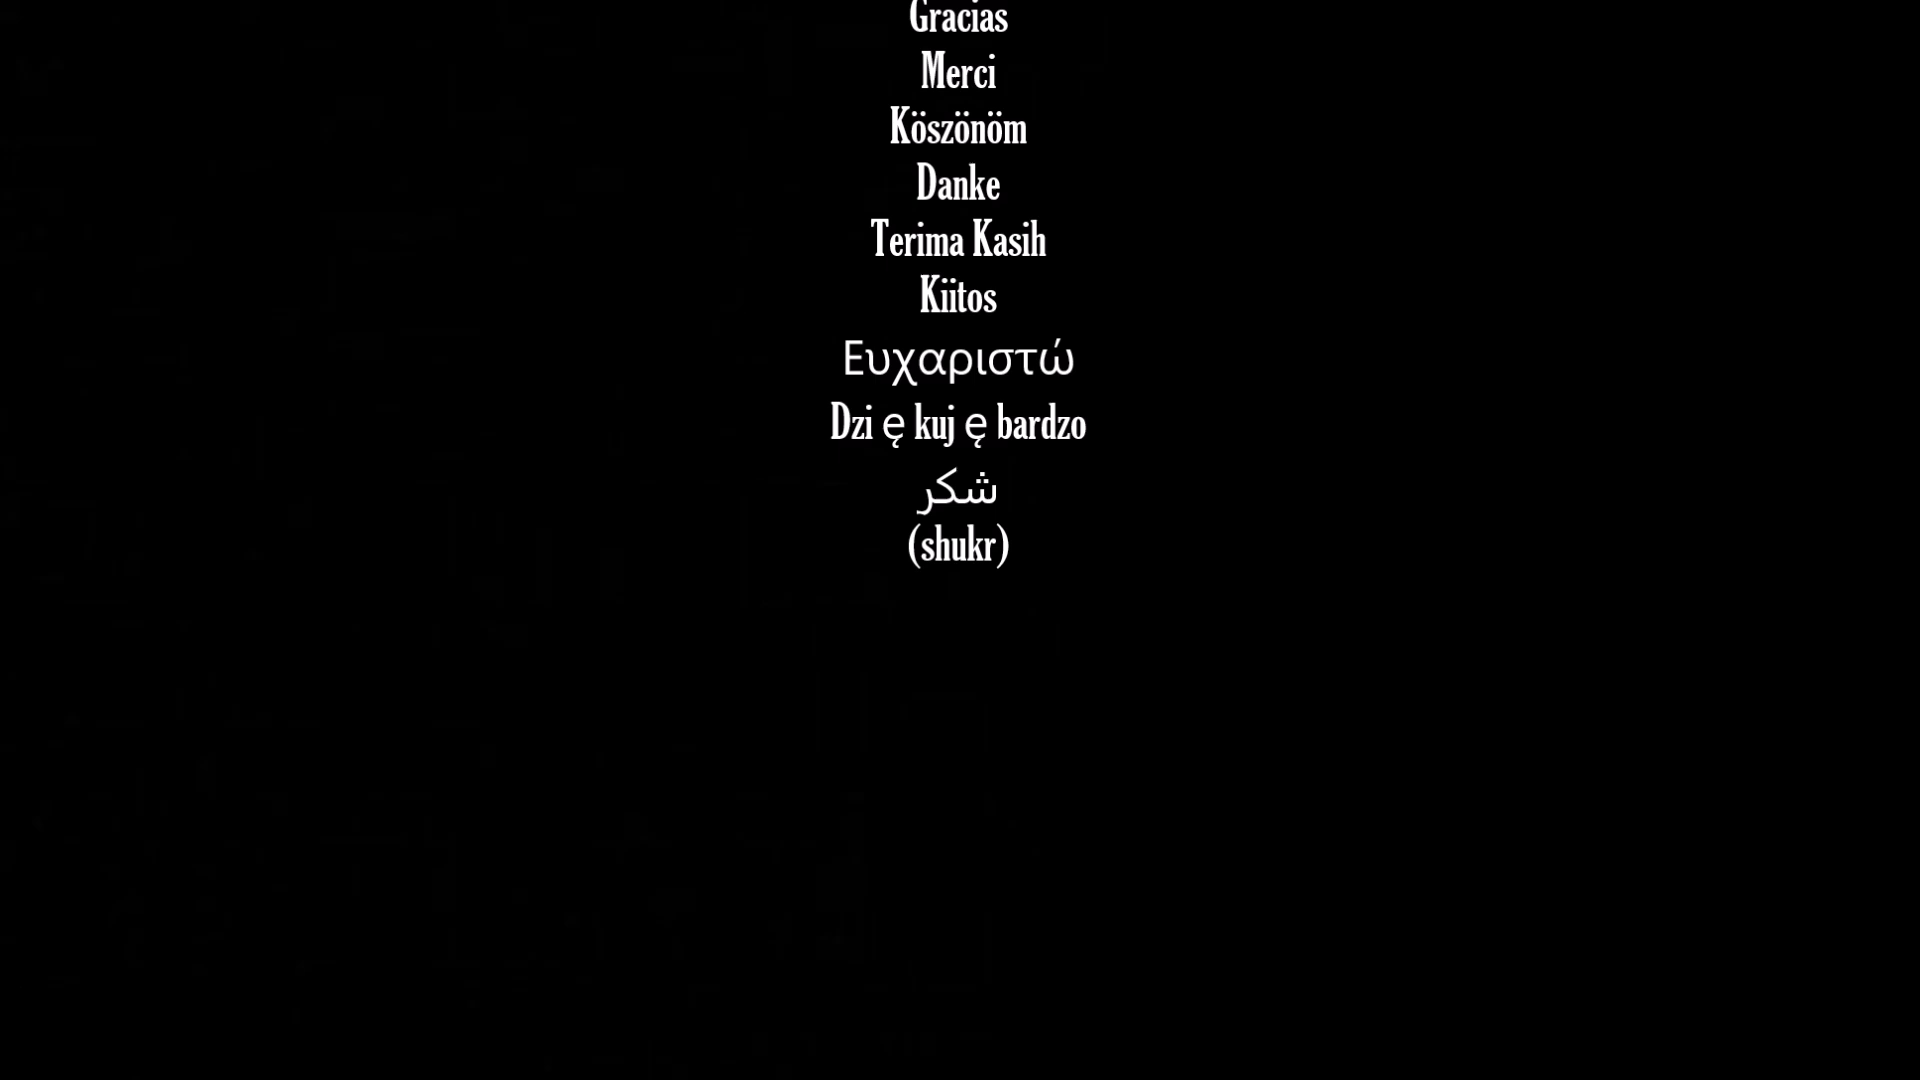 Gracias
Merci
Köszönöm
Danke
Terima Kasih
Kiitos
Ευχαριστώ
Dzi ę kuj ę bardzo
شكر
(shukr)